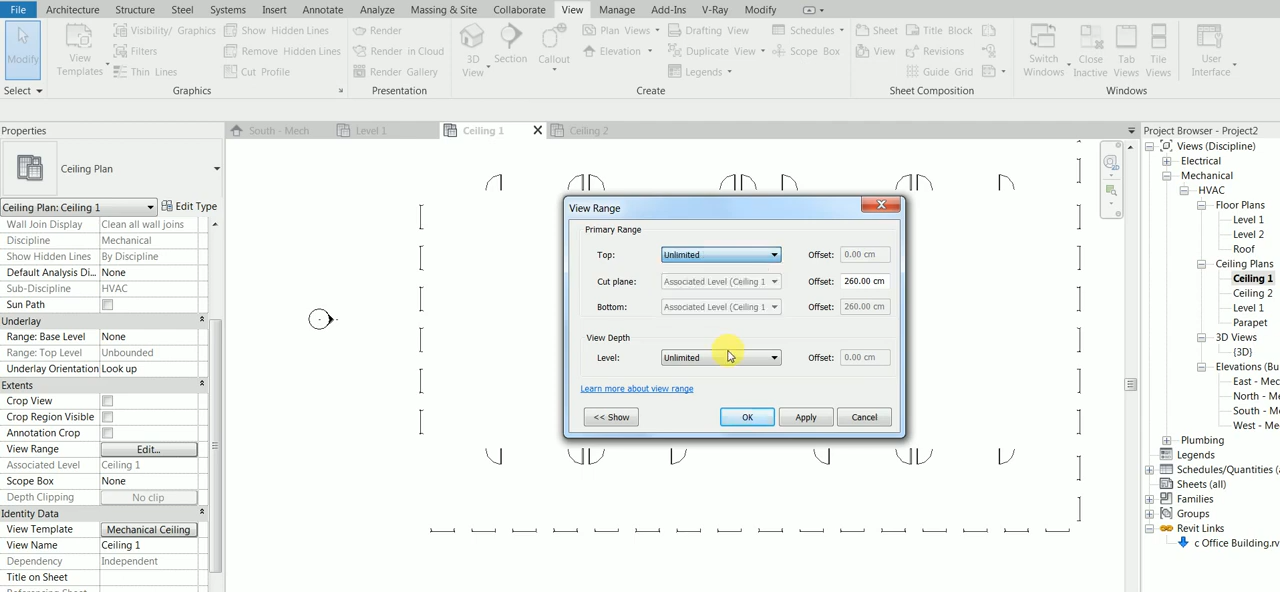 File Architecture Structure Steel Systems Insert Annotate Analyze Massing & Site Collaborate View Manage Add-Ins V-Ray Modify
Modify
View
Templates
Visibility/ Graphics
Filters
Thin Lines
Show Hidden Lines
Remove Hidden Lines
Cut Profile
Render
Render in Cloud
Render Gallery
3D
View
Section
Callout
Plan Views
Elevation
Drafting View
Duplicate View
Legends
Schedules
Scope Box
Sheet
View
Title Block
Revisions
Guide Grid
Switch
Windows
Close
Inactive
Tab
Views
Tile
Views
User
Interface
Select Graphics Presentation Create Sheet Composition Windows
Properties
South - Mech Level 1 Ceiling 1 Ceiling 2
Ceiling Plan
Ceiling Plan: Ceiling 1 Edit Type
Wall Join Display Clean all wall joins
Discipline Mechanical
Show Hidden Lines By Discipline
Default Analysis Di... None
Sub-Discipline HVAC
Sun Path
Underlay
Range: Base Level None
Range: Top Level Unbounded
Underlay Orientation Look up
Extents
Crop View
Crop Region Visible
Annotation Crop
View Range Edit...
Associated Level Ceiling 1
Scope Box None
Depth Clipping No clip
Identity Data
View Template Mechanical Ceiling
View Name Ceiling 1
Dependency Independent
Title on Sheet
View Range
Primary Range
Top: Unlimited Offset: 0.00 cm
Cut plane: Associated Level (Ceiling 1 Offset: 260.00 cm
Bottom: Associated Level (Ceiling 1 Offset: 260.00 cm
View Depth
Level: Unlimited Offset: 0.00 cm
Learn more about view range
<< Show OK Apply Cancel
Project Browser - Project2
Views (Discipline)
Electrical
Mechanical
HVAC
Floor Plans
Level 1
Level 2
Roof
Ceiling Plans
Ceiling 1
Ceiling 2
Level 1
Parapet
3D Views
{3D}
Elevations (Bu
East - Mec
North - Me
South - M
West - Me
Plumbing
Legends
Schedules/Quantities (a
Sheets (all)
Families
Groups
Revit Links
c Office Building.rv